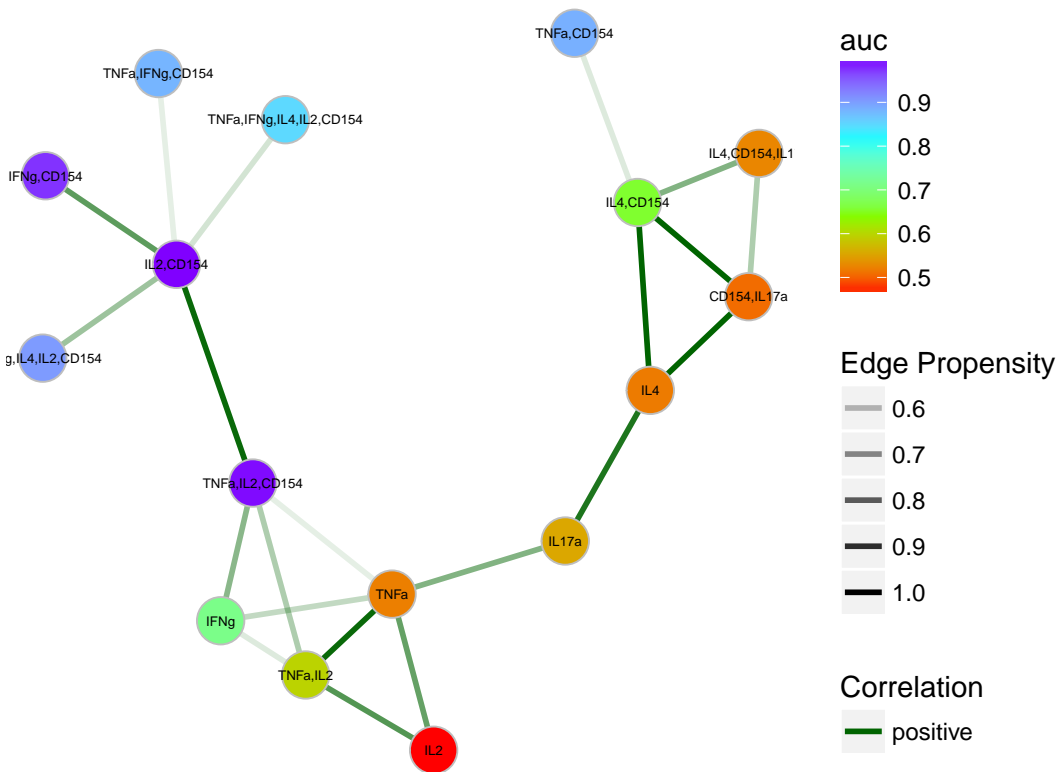 TNFa,CD154
auc
TNFa,IFNg,CD154
0.9
TNFa,IFNg,IL4,IL2,CD154
0.8
IL4,CD154,IL1
IFNg,CD154
0.7
IL4,CD154
0.6
IL2,CD154
0.5
CD154,IL17a
g,IL4,IL2,CD154
Edge Propensity
IL4
0.6
0.7
TNFa,IL2,CD154
0.8
IL17a
0.9
TNFa
1.0
IFNg
TNFa,IL2
Correlation
positive
IL2